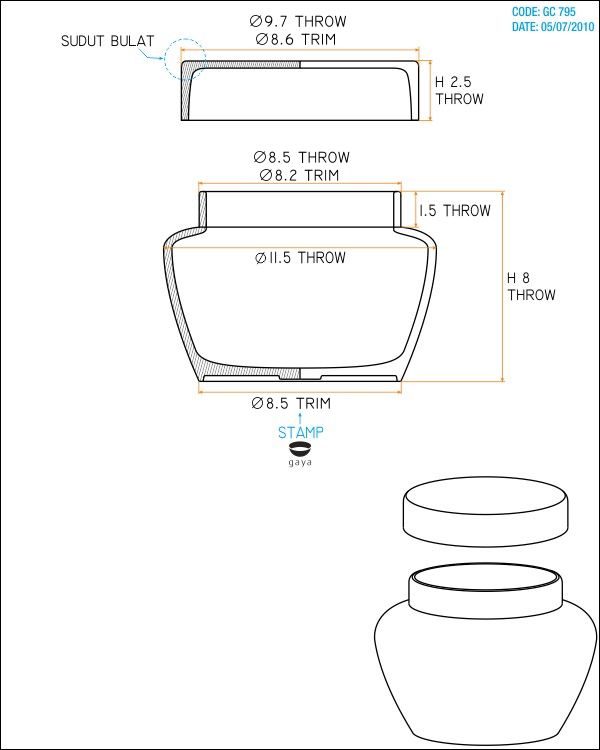 CODE: GC 795
DATE: 05/07/2010
Ø9.7 THROW
Ø8.6 TRIM
SUDUT BULAT
H 2.5
THROW
Ø8.5 THROW
Ø8.2 TRIM
1.5 THROW
Ø11.5 THROW
H 8
THROW
Ø8.5 TRIM
STAMP
gaya